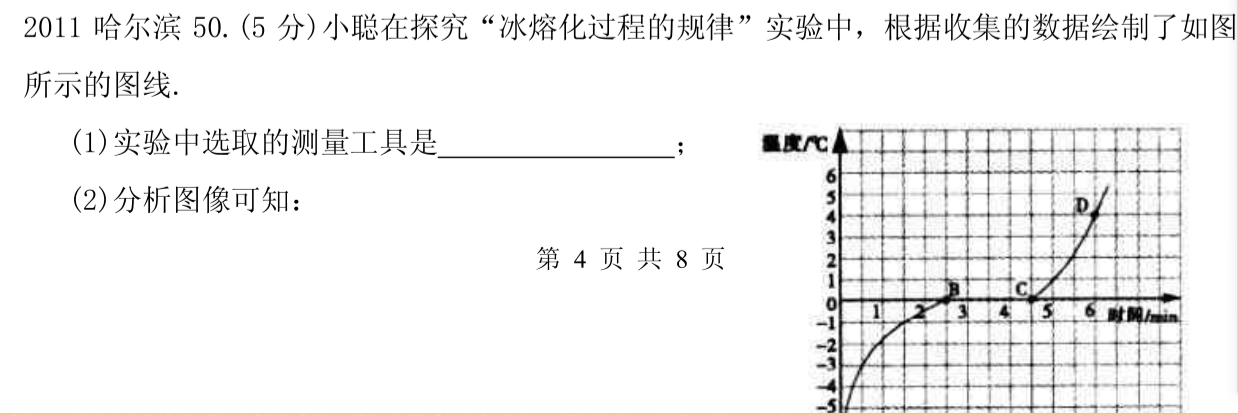 2011 哈尔滨 50. (5 分)小聪在探究“冰熔化过程的规律”实验中，根据收集的数据绘制了如图
所示的图线.
(1)实验中选取的测量工具是________________；
(2)分析图像可知：
第 4 页 共 8 页
温度/℃
6
5
4
3
2
1
0
-1
-2
-3
-4
-5
D
B
C
1 2 3 4 5 6 时间/min